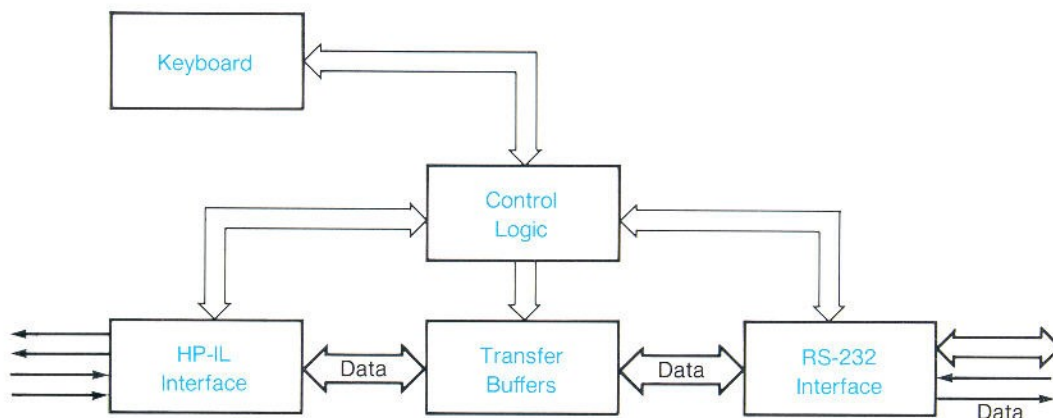 Keyboard
Control
Logic
HP-IL
Interface
Data
Transfer
Buffers
Data
RS-232
Interface
Data